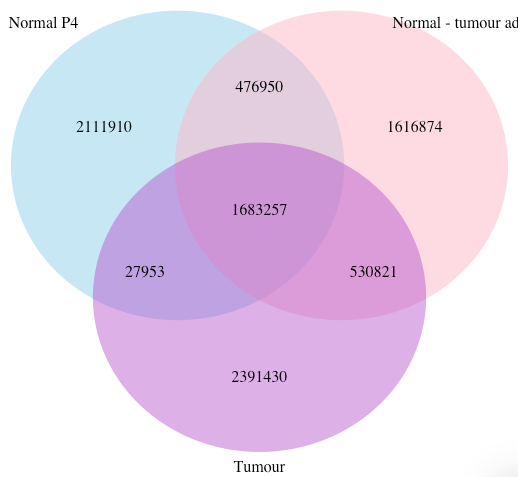 Normal P4
Normal - tumour ad
476950
2111910
1616874
1683257
27953
530821
2391430
Tumour